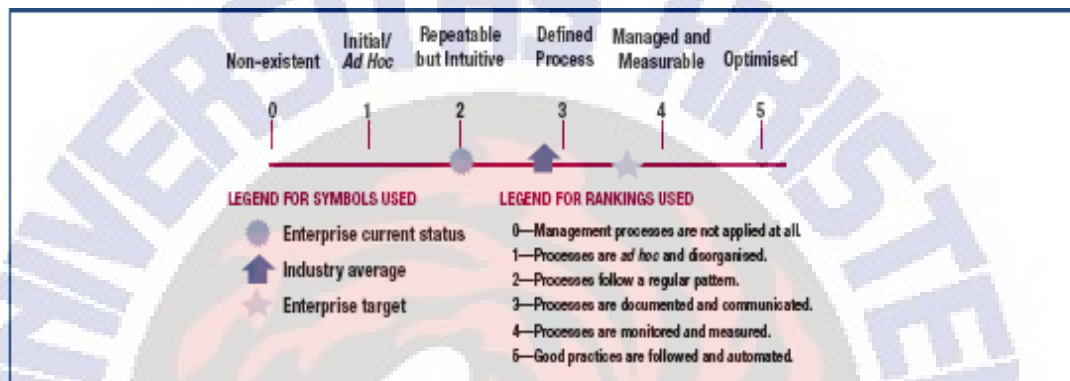 Non-existent
Initial/
Ad Hoc
Repeatable
but Intuitive
Defined
Process
Managed and
Measurable
Optimised
0 1 2 3 4 5
LEGEND FOR SYMBOLS USED
Enterprise current status
Industry average
Enterprise target
LEGEND FOR RANKINGS USED
0—Management processes are not applied at all.
1—Processes are ad hoc and disorganised.
2—Processes follow a regular pattern.
3—Processes are documented and communicated.
4—Processes are monitored and measured.
5—Good practices are followed and automated.